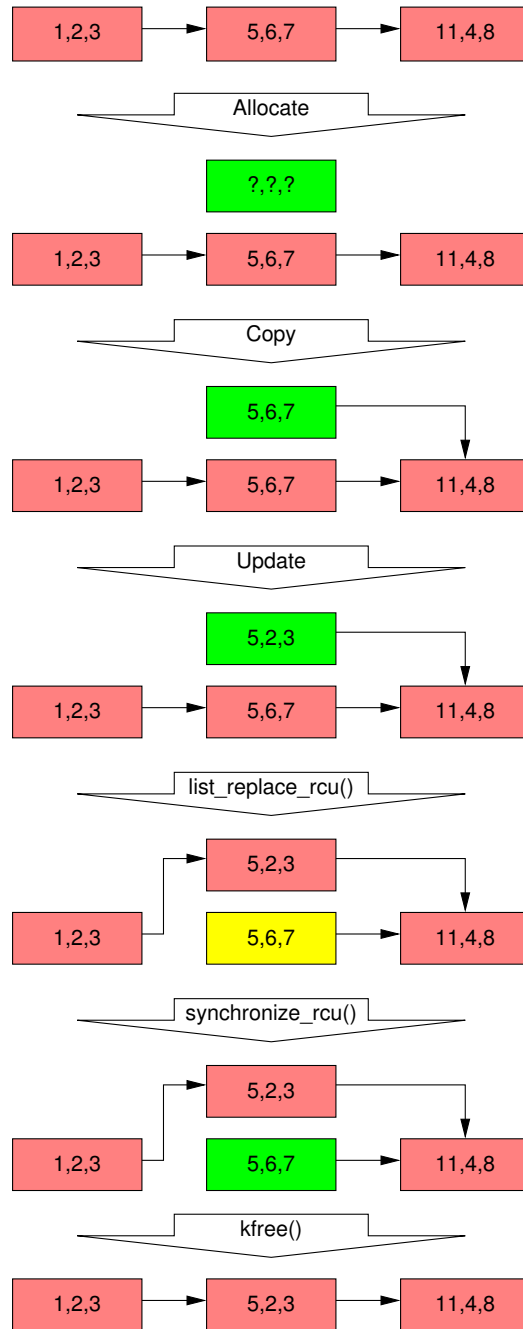 1,2,3 5,6,7 11,4,8
Allocate
?,?,?
1,2,3 5,6,7 11,4,8
Copy
5,6,7
1,2,3 5,6,7 11,4,8
Update
5,2,3
1,2,3 5,6,7 11,4,8
list_replace_rcu()
5,2,3
1,2,3 5,6,7 11,4,8
synchronize_rcu()
5,2,3
1,2,3 5,6,7 11,4,8
kfree()
1,2,3 5,2,3 11,4,8